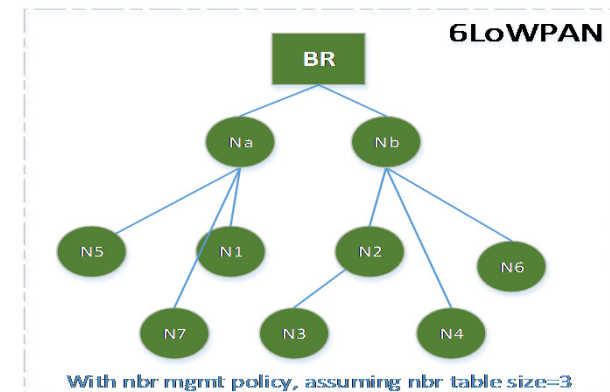 6LoWPAN
BR
Na
Nb
N5
N1
N2
N6
N7
N3
N4
With nbr mgmt policy, assuming nbr table size=3